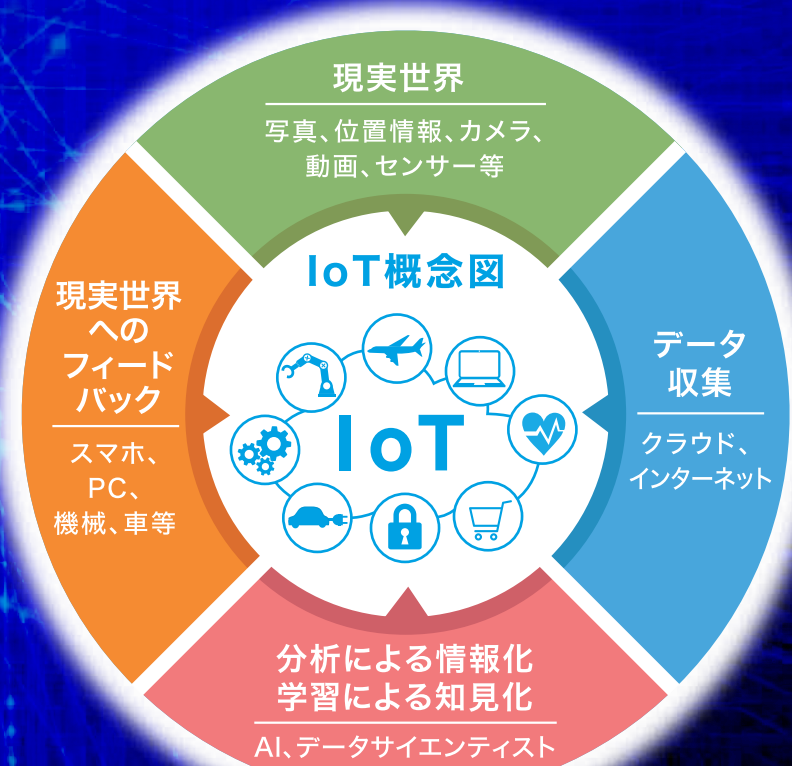 現実世界
写真、位置情報、カメラ、
動画、センサー等
IoT概念図
IoT
データ
収集
クラウド、
インターネット
分析による情報化
学習による知見化
AI、データサイエンティスト
現実世界
への
フィード
バック
スマホ、
PC、
機械、車等